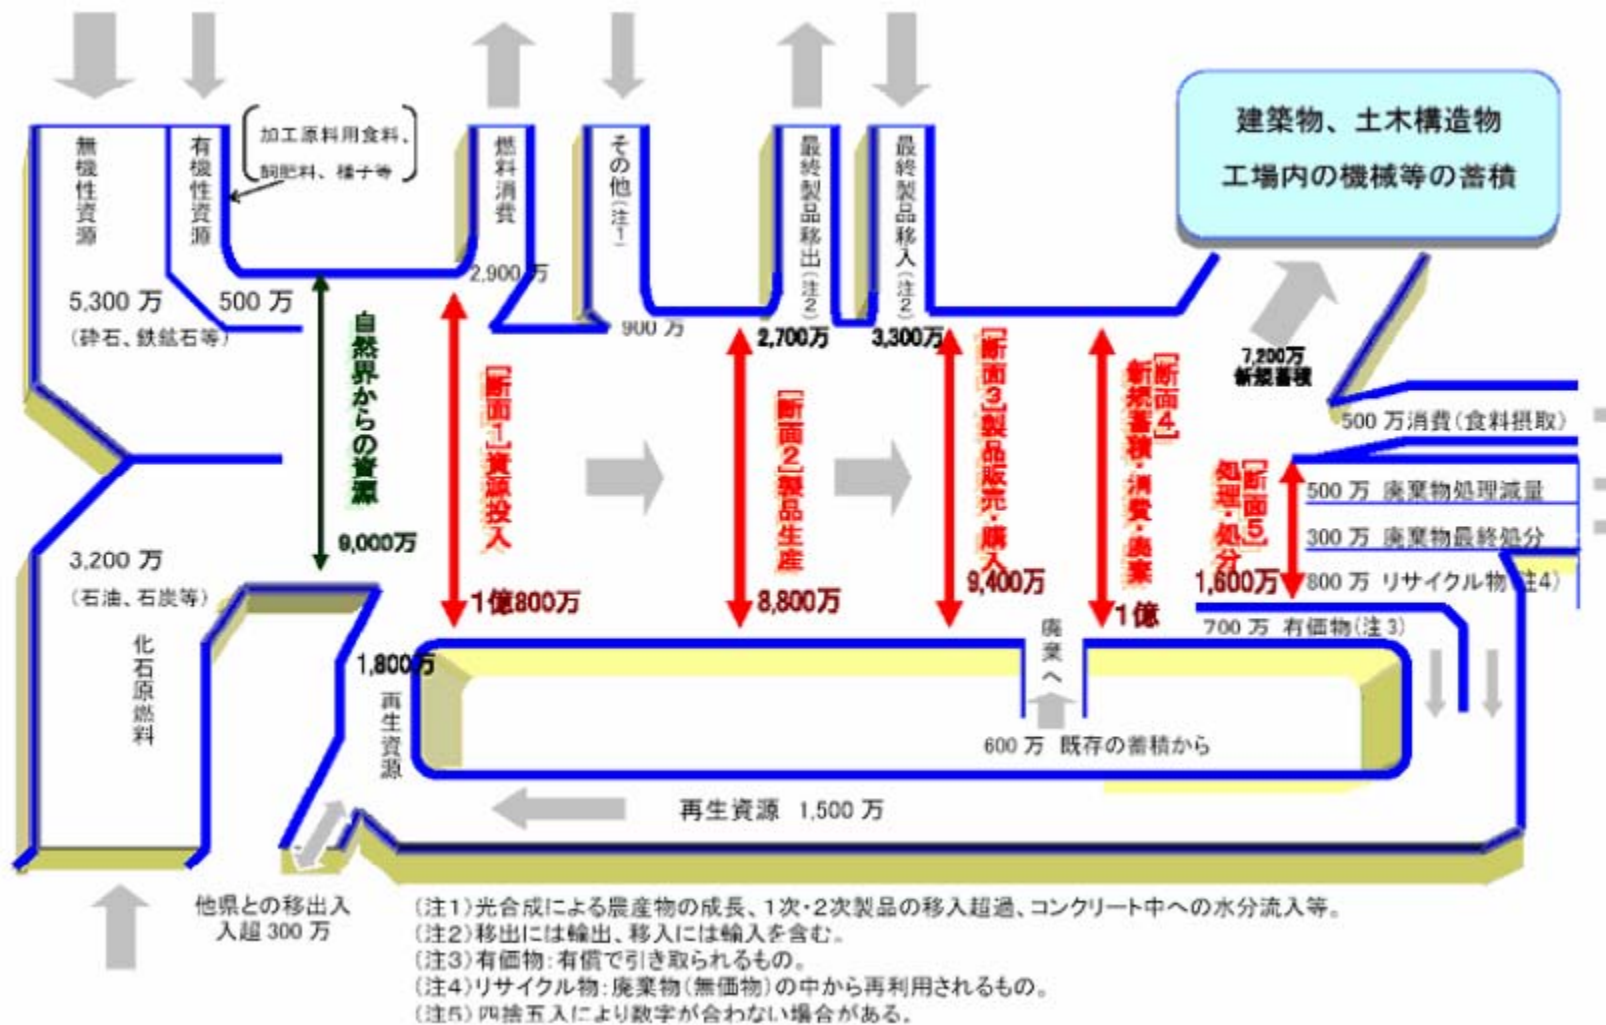 無機性資源
有機性資源
加工原料用食料、
飼肥料、種子等
燃料消費
その他(注1)
最終製品移出(注2)
最終製品移入(注2)
建築物、土木構造物
工場内の機械等の蓄積
5,300 万
(砕石、鉄鉱石等)
500 万
2,900 万
900 万
2,700万
3,300万
7,200万
新規蓄積
自然界からの資源
9,000万
[断面1]資源投入
1億800万
[断面2]製品生産
8,800万
[断面3]製品販売・購入
9,400万
[断面4]
新規蓄積・消費・廃棄
1億
[断面5]
処理・処分
1,600万
500 万消費(食料摂取)
500 万 廃棄物処理減量
300 万 廃棄物最終処分
800 万 リサイクル物(注4)
700 万 有価物(注3)
3,200 万
(石油、石炭等)
化石原燃料
1,800万
再生資源
廃棄へ
600 万 既存の蓄積から
再生資源 1,500 万
他県との移出入
入超 300 万
(注1)光合成による農産物の成長、1次・2次製品の移入超過、コンクリート中への水分流入等。
(注2)移出には輸出、移入には輸入を含む。
(注3)有価物:有償で引き取られるもの。
(注4)リサイクル物:廃棄物(無価物)の中から再利用されるもの。
(注5)四捨五入により数字が合わない場合がある。